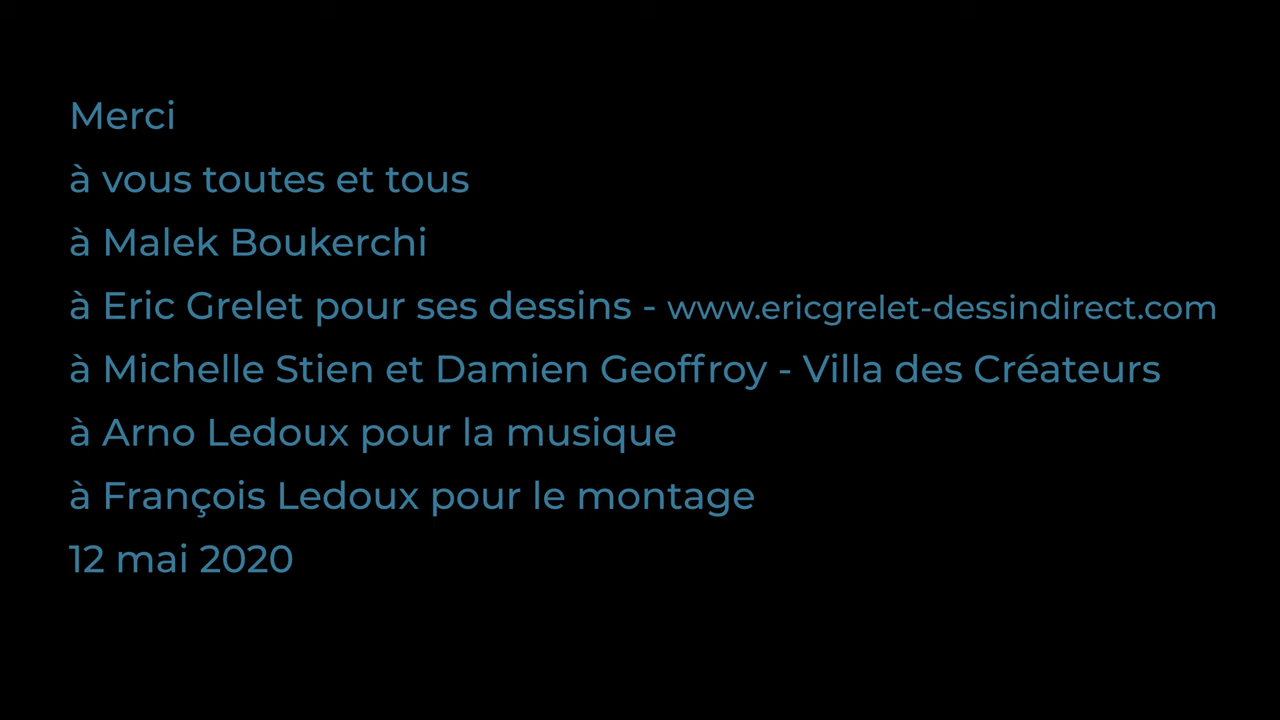 Merci
à vous toutes et tous
à Malek Boukerchi
à Eric Grelet pour ses dessins - www.ericgrelet-dessindirect.com
à Michelle Stien et Damien Geoffroy - Villa des Créateurs
à Arno Ledoux pour la musique
à François Ledoux pour le montage
12 mai 2020